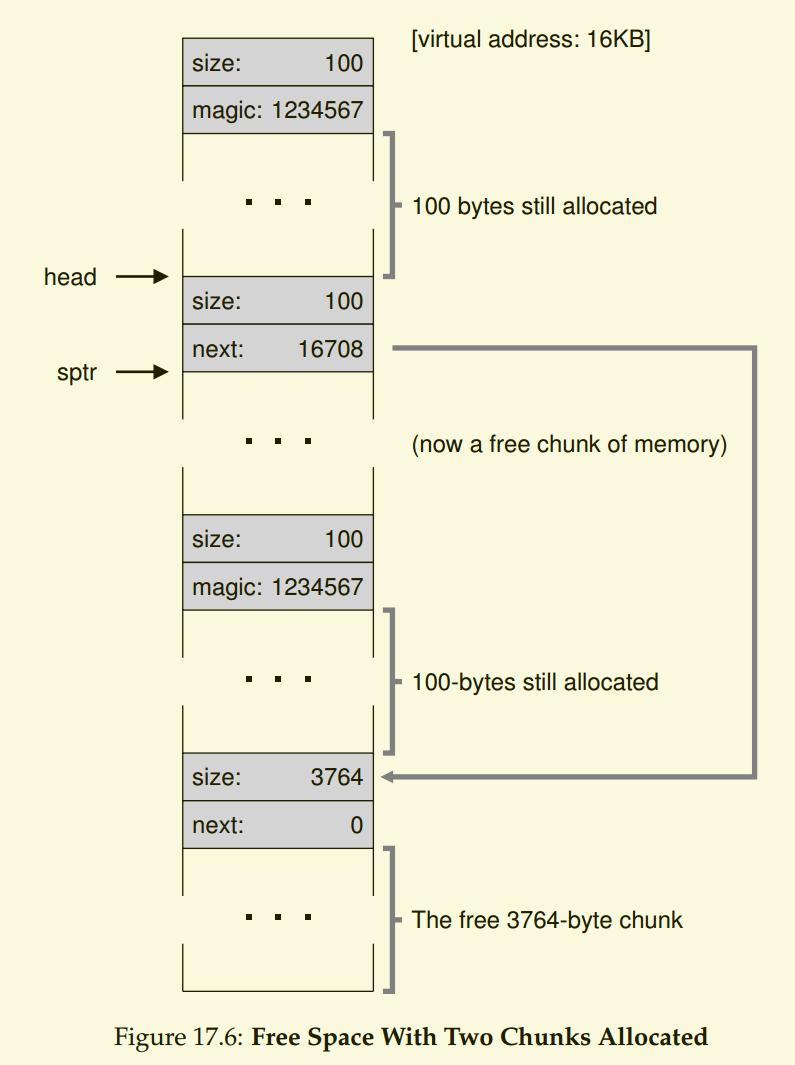 [virtual address: 16KB]
size: 100
magic: 1234567
. . .
100 bytes still allocated
head
size: 100
next: 16708
sptr
. . .
(now a free chunk of memory)
size: 100
magic: 1234567
. . .
100-bytes still allocated
size: 3764
next: 0
. . .
The free 3764-byte chunk
Figure 17.6: Free Space With Two Chunks Allocated